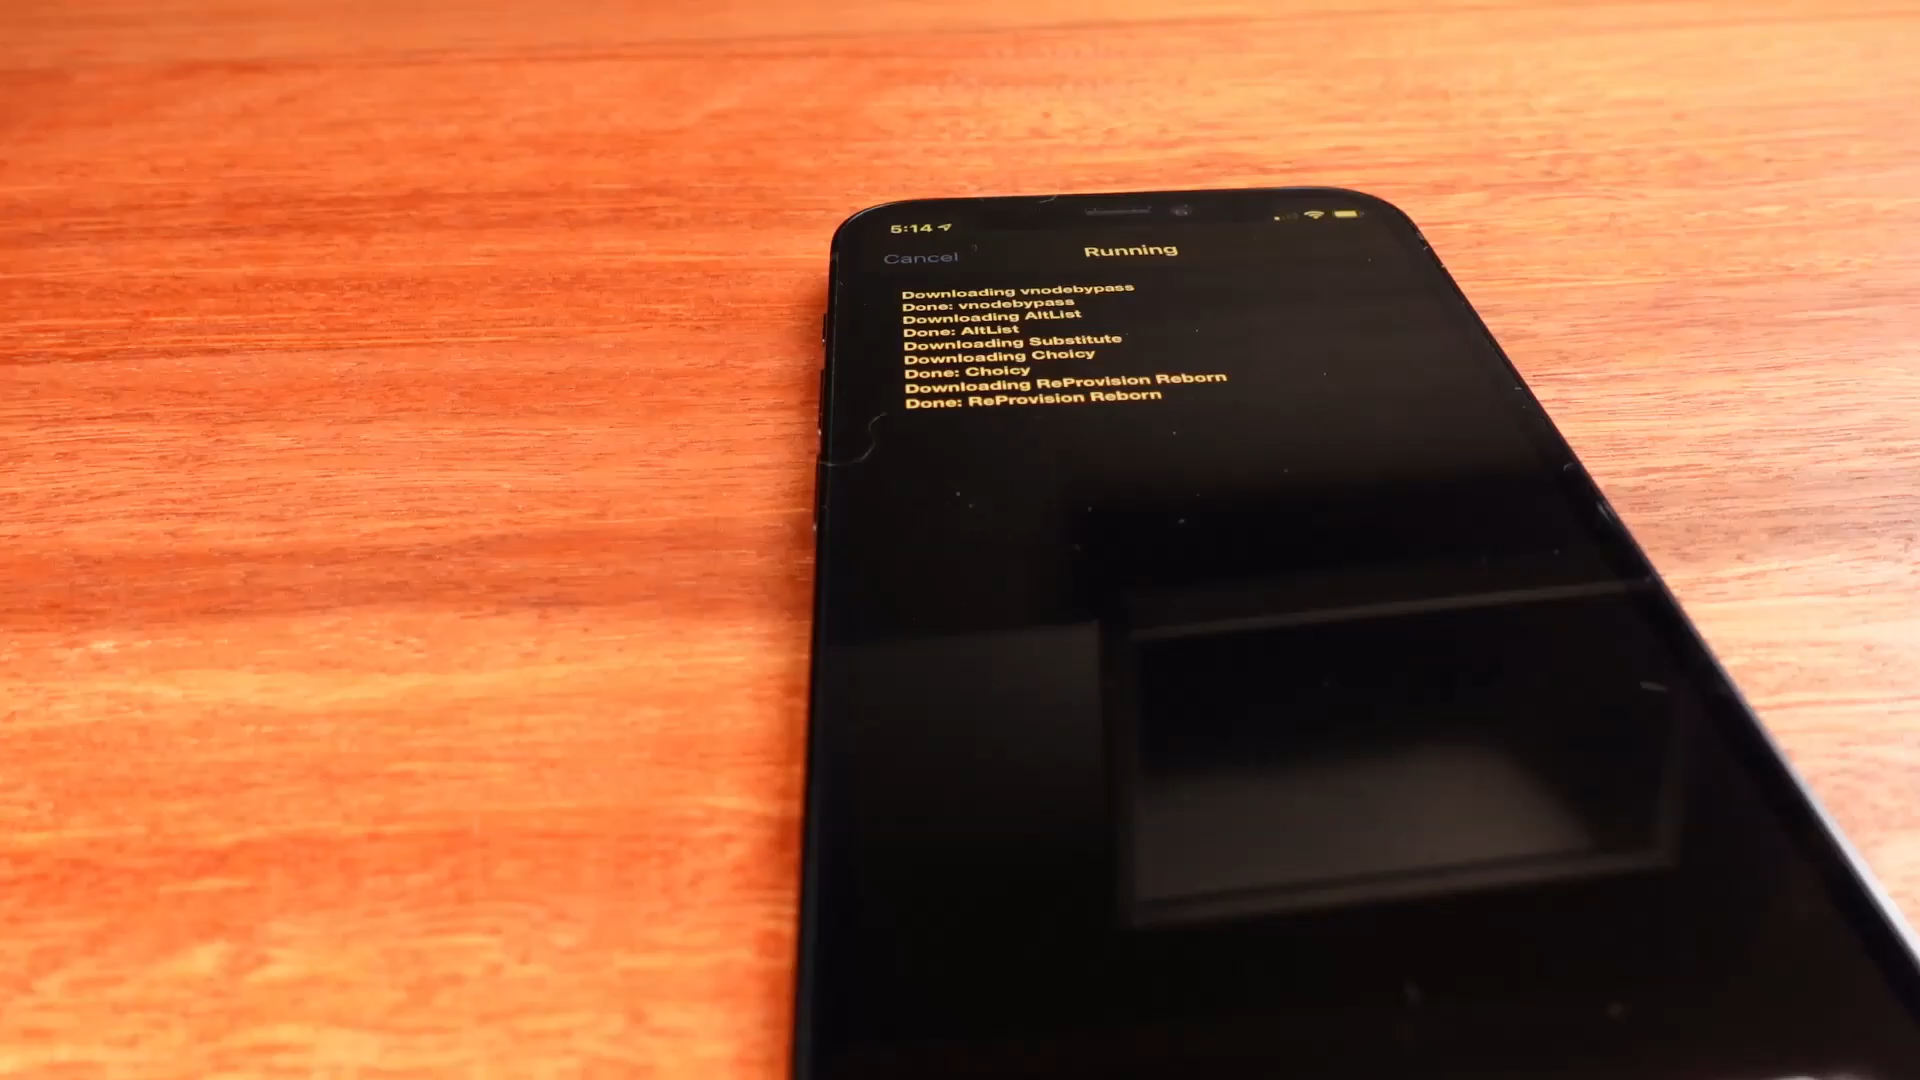 5:14
Cancel
Running
Downloading vnodebypass
Done: vnodebypass
Downloading AltList
Done: AltList
Downloading Substitute
Downloading Choicy
Done: Choicy
Downloading ReProvision Reborn
Done: ReProvision Reborn